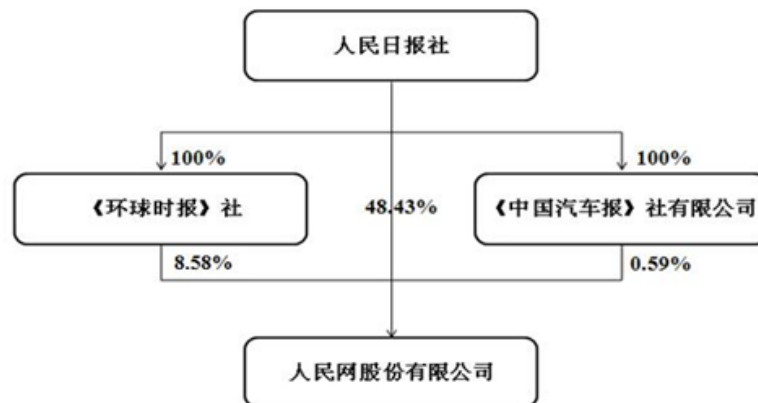 人民日报社
100%
100%
《环球时报》社
48.43%
《中国汽车报》社有限公司
8.58%
0.59%
人民网股份有限公司